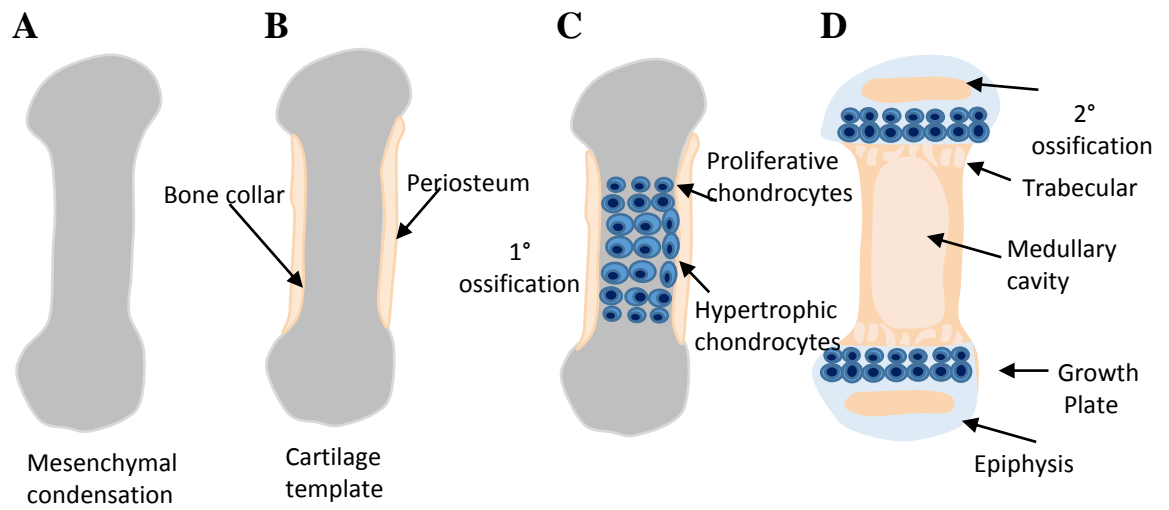 A
B
C
D
Bone collar
Periosteum
1°
ossification
Proliferative
chondrocytes
Hypertrophic
chondrocytes
2°
ossification
Trabecular
Medullary
cavity
Growth
Plate
Epiphysis
Mesenchymal
condensation
Cartilage
template